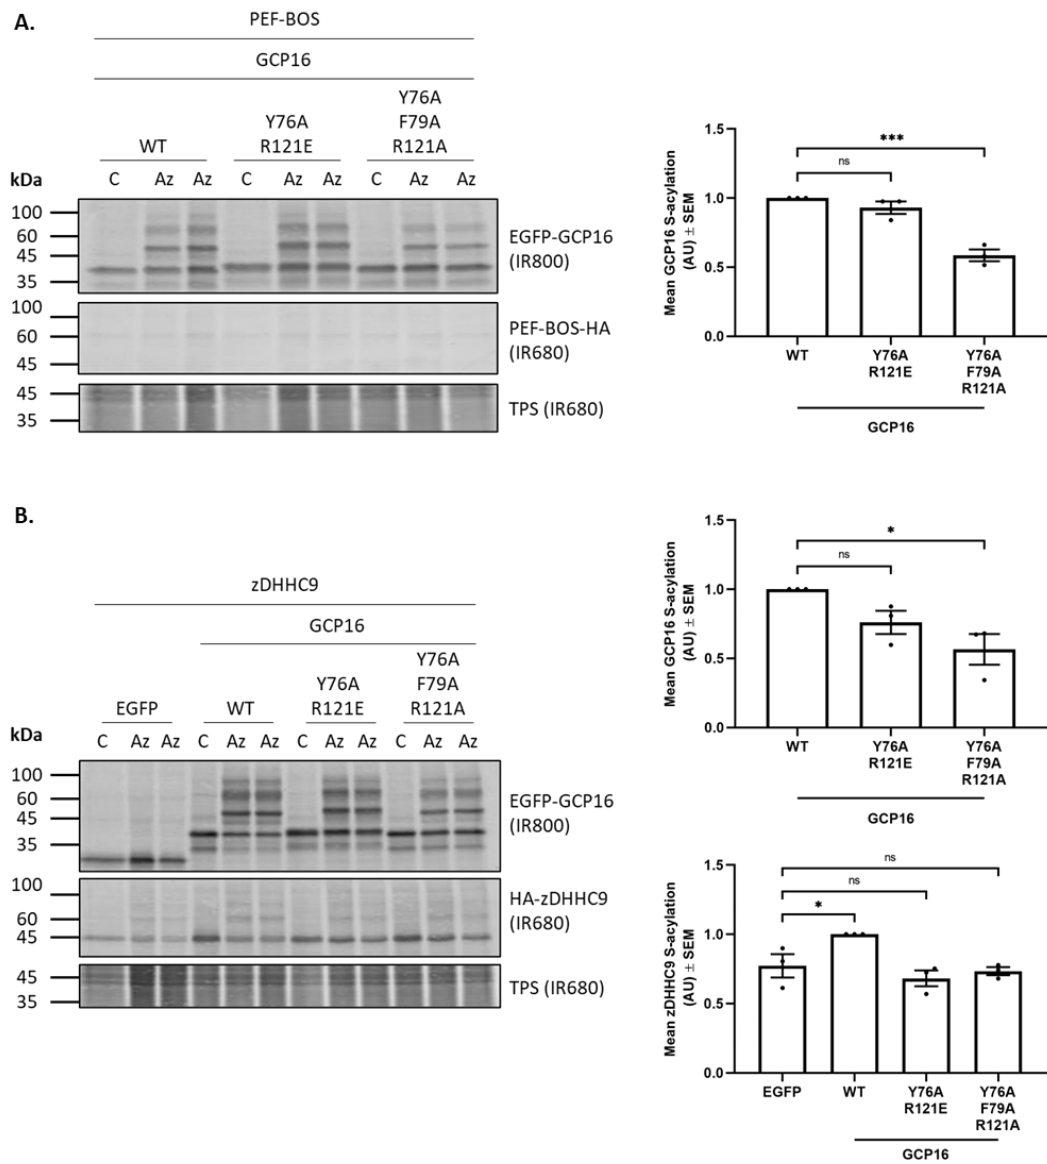 A.
PEF-BOS
GCP16
WT
Y76A
R121E
Y76A
F79A
R121A
kDa
C Az Az C Az Az C Az Az
100
60
45
35
EGFP-GCP16
(IR800)
100
60
45
PEF-BOS-HA
(IR680)
45
35
TPS (IR680)
Mean GCP16 S-acylation
(AU) ± SEM
1.5
1.0
0.5
0.0
***
ns
WT
Y76A
R121E
Y76A
F79A
R121A
GCP16
B.
zDHHC9
GCP16
EGFP
WT
Y76A
R121E
Y76A
F79A
R121A
kDa
C Az Az C Az Az C Az Az C Az Az
100
60
45
35
EGFP-GCP16
(IR800)
100
60
45
HA-zDHHC9
(IR680)
45
35
TPS (IR680)
Mean GCP16 S-acylation
(AU) ± SEM
1.5
1.0
0.5
0.0
*
ns
WT
Y76A
R121E
Y76A
F79A
R121A
GCP16
Mean zDHHC9 S-acylation
(AU) ± SEM
1.5
1.0
0.5
0.0
ns
ns
*
EGFP
WT
Y76A
R121E
Y76A
F79A
R121A
GCP16